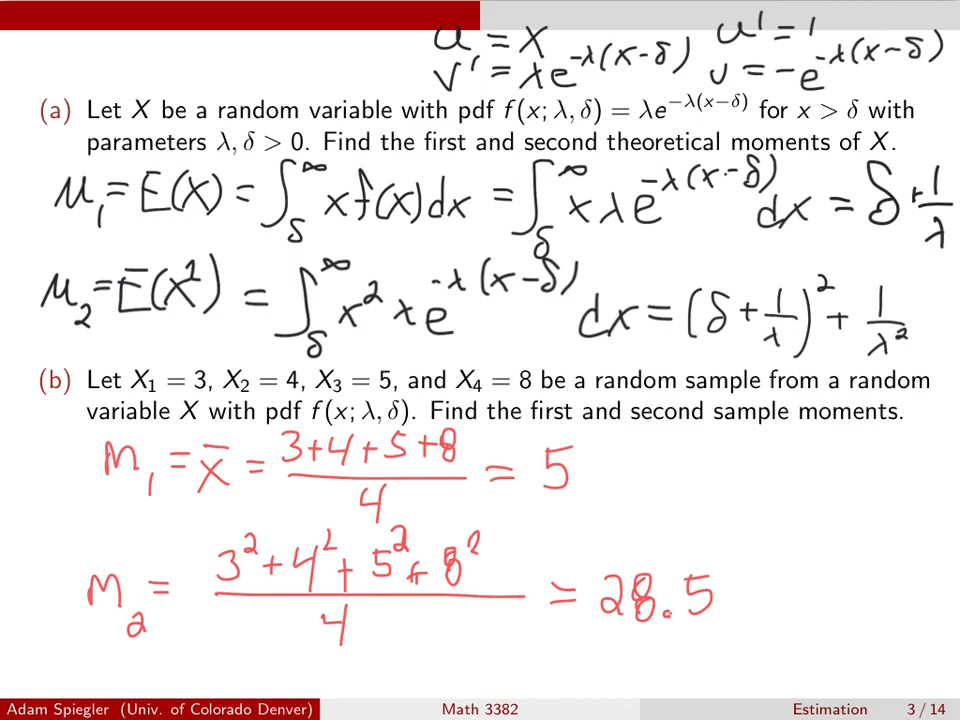 u = x    u' = 1
v' = λe^{-λ(x-δ)}    v = -e^{-λ(x-δ)}
(a) Let X be a random variable with pdf f(x; λ, δ) = λe^{−λ(x−δ)} for x > δ with
parameters λ, δ > 0. Find the first and second theoretical moments of X.
μ₁ = E(X) = ∫_δ^∞ x f(x) dx = ∫_δ^∞ x λ e^{-λ(x-δ)} dx = δ + 1/λ
μ₂ = E(X²) = ∫_δ^∞ x² λ e^{-λ(x-δ)} dx = (δ + 1/λ)² + 1/λ²
(b) Let X₁ = 3, X₂ = 4, X₃ = 5, and X₄ = 8 be a random sample from a random
variable X with pdf f(x; λ, δ). Find the first and second sample moments.
M₁ = x̄ = (3+4+5+8)/4 = 5
M₂ = (3²+4²+5²+8²)/4 = 28.5
Adam Spiegler (Univ. of Colorado Denver)    Math 3382    Estimation    3 / 14